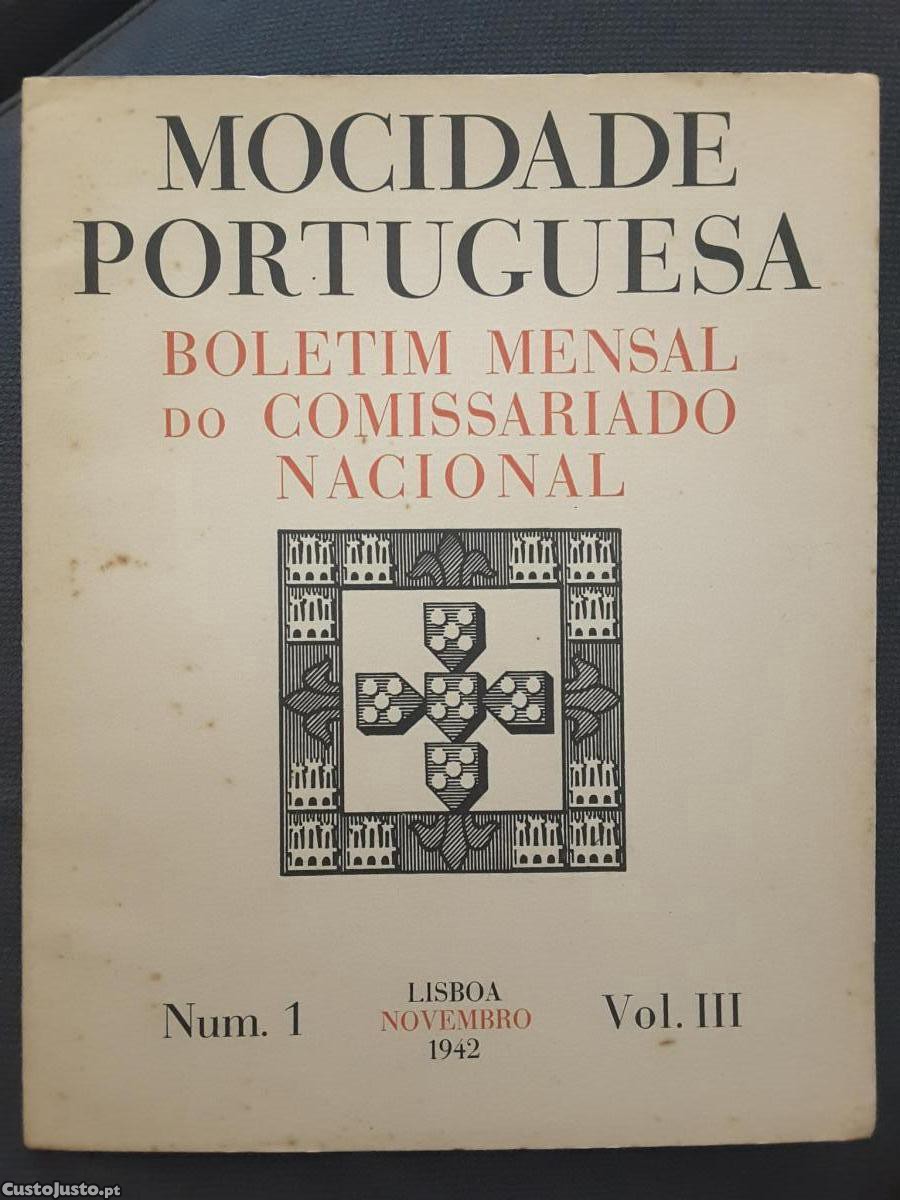 MOCIDADE
PORTUGUESA
BOLETIM MENSAL
DO COMISSARIADO
NACIONAL
Num. 1
LISBOA
NOVEMBRO
1942
Vol. III
CustoJusto.pt